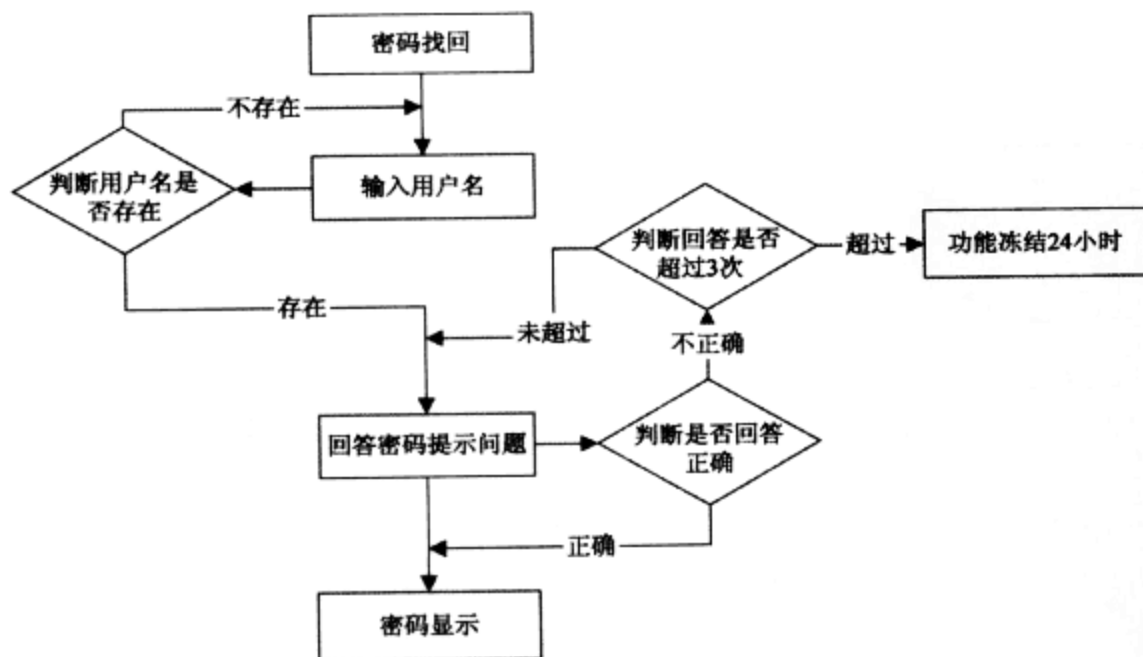 密码找回
不存在
判断用户名是
否存在
输入用户名
判断回答是否
超过3次
超过
功能冻结24小时
存在
未超过
不正确
回答密码提示问题
判断是否回答
正确
正确
密码显示